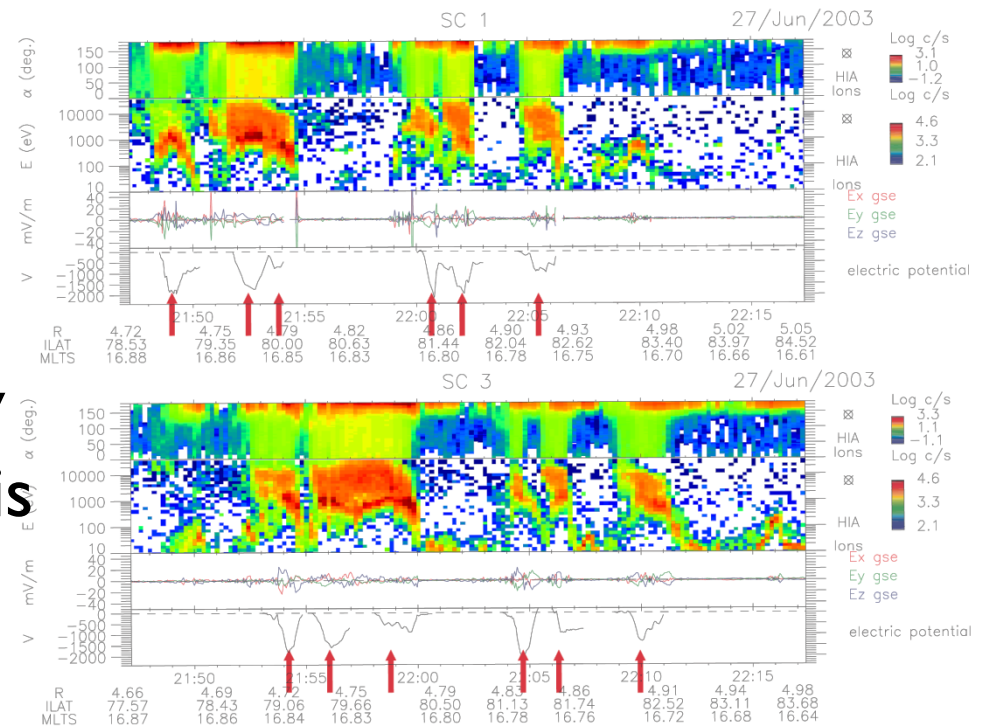 SC 1
27/Jun/2003
α (deg.)
150
100
50
0
Log c/s
3.1
1.0
−1.2
HIA
Ions
E (eV)
10000
1000
100
10
Log c/s
4.6
3.3
2.1
HIA
Ions
mV/m
40
20
0
−20
−40
Ex gse
Ey gse
Ez gse
V
−500
−1000
−1500
−2000
electric potential
21:50 21:55 22:00 22:05 22:10 22:15
R 4.72 4.75 4.79 4.82 4.86 4.90 4.93 4.98 5.02 5.05
ILAT 78.53 79.35 80.00 80.63 81.44 82.04 82.62 83.40 83.97 84.52
MLTS 16.88 16.86 16.85 16.83 16.80 16.78 16.75 16.70 16.66 16.61
SC 3
27/Jun/2003
α (deg.)
150
100
50
0
Log c/s
3.3
1.1
−1.1
HIA
Ions
is
E (eV)
10000
1000
100
10
Log c/s
4.6
3.3
2.1
HIA
Ions
mV/m
40
20
0
−20
−40
Ex gse
Ey gse
Ez gse
V
−500
−1000
−1500
−2000
electric potential
21:50 21:55 22:00 22:05 22:10 22:15
R 4.66 4.69 4.72 4.75 4.79 4.83 4.86 4.91 4.94 4.98
ILAT 77.57 78.43 79.06 79.66 80.50 81.13 81.74 82.52 83.11 83.68
MLTS 16.87 16.86 16.84 16.83 16.80 16.78 16.76 16.72 16.68 16.64